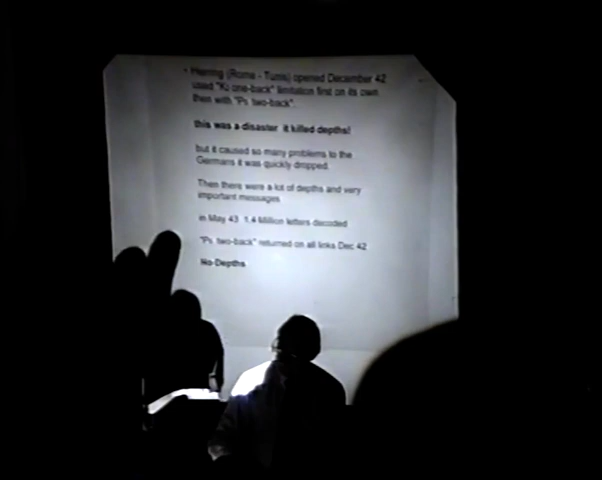 • Herring (Rome - Tunis) opened December 42
used "K2 one-back" limitation first on its own
then with "P5 two-back".
this was a disaster it killed depths!
but it caused so many problems to the
Germans it was quickly dropped.
Then there were a lot of depths and very
important messages
in May 43 1.4 Million letters decoded
"P5 two-back" returned on all links Dec 42
No-Depths